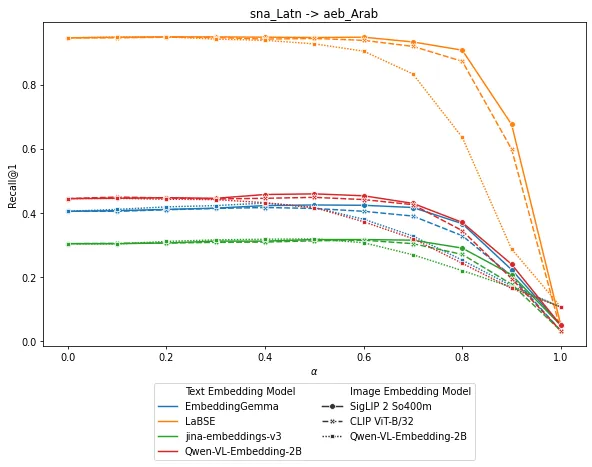 sna_Latn -> aeb_Arab
Recall@1
0.8
0.6
0.4
0.2
0.0
0.0 0.2 0.4 0.6 0.8 1.0
α
Text Embedding Model Image Embedding Model
EmbeddingGemma SigLIP 2 So400m
LaBSE CLIP ViT-B/32
jina-embeddings-v3 Qwen-VL-Embedding-2B
Qwen-VL-Embedding-2B